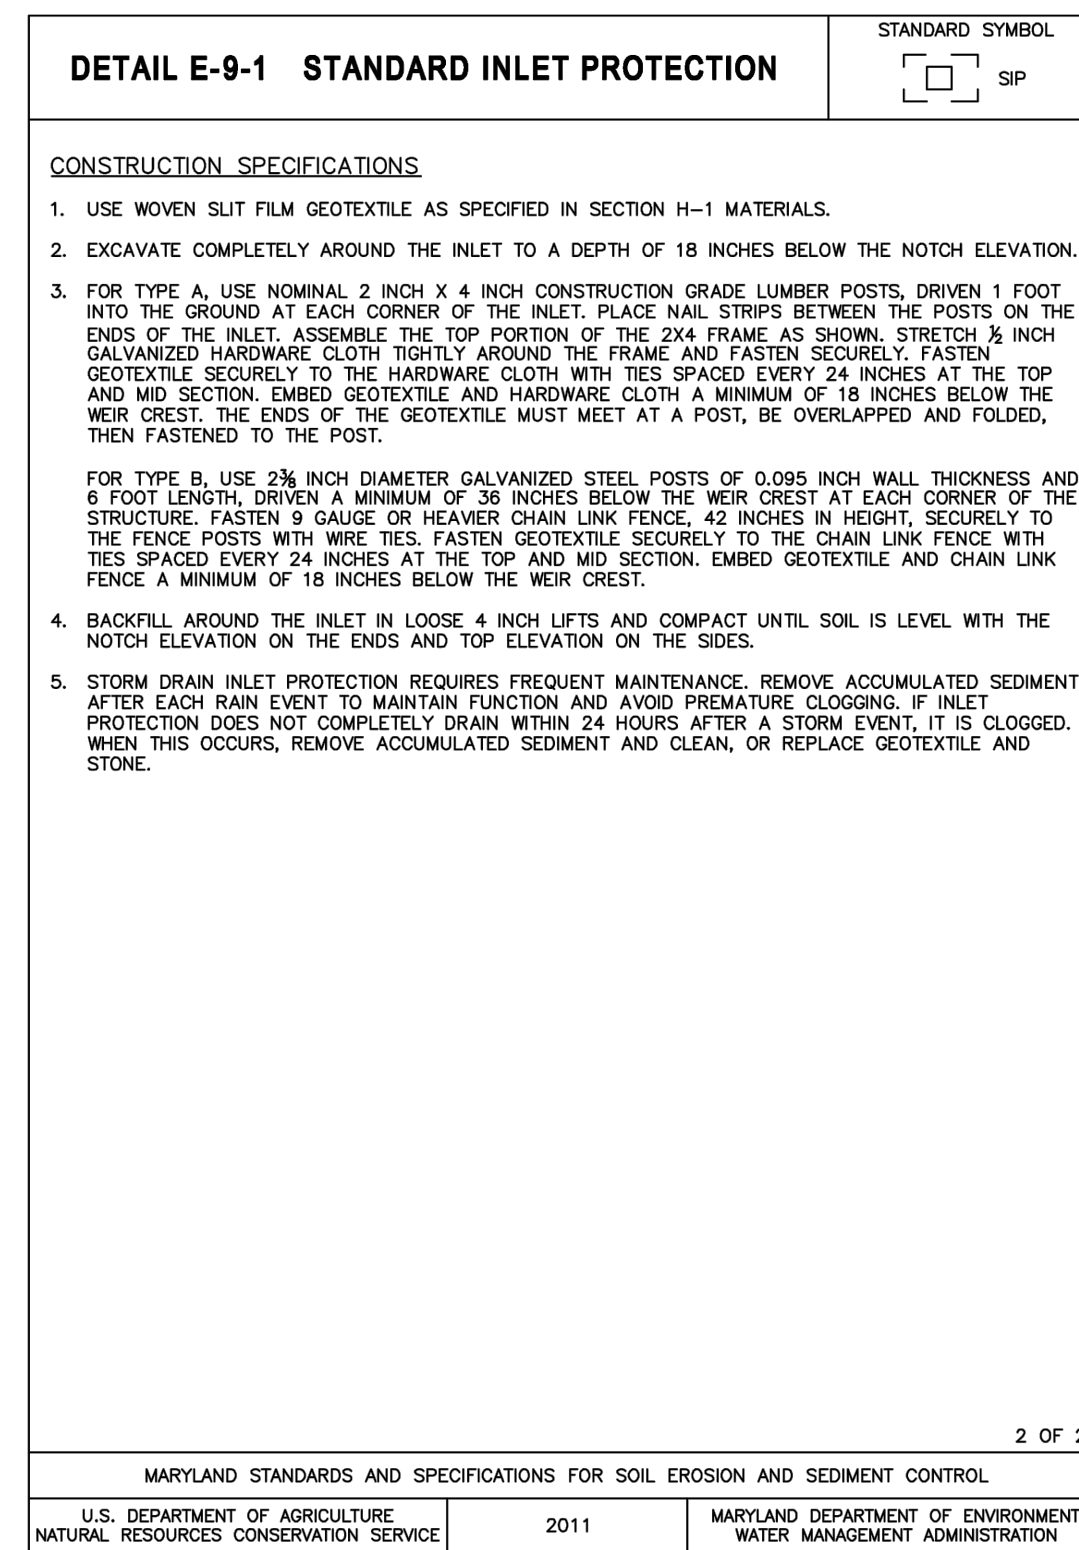 DETAIL E-9-1 STANDARD INLET PROTECTION
STANDARD SYMBOL
SIP
CONSTRUCTION SPECIFICATIONS
1. USE WOVEN SLIT FILM GEOTEXTILE AS SPECIFIED IN SECTION H-1 MATERIALS.
2. EXCAVATE COMPLETELY AROUND THE INLET TO A DEPTH OF 18 INCHES BELOW THE NOTCH ELEVATION.
3. FOR TYPE A, USE NOMINAL 2 INCH X 4 INCH CONSTRUCTION GRADE LUMBER POSTS, DRIVEN 1 FOOT
INTO THE GROUND AT EACH CORNER OF THE INLET. PLACE NAIL STRIPS BETWEEN THE POSTS ON THE
ENDS OF THE INLET. ASSEMBLE THE TOP PORTION OF THE 2X4 FRAME AS SHOWN. STRETCH ½ INCH
GALVANIZED HARDWARE CLOTH TIGHTLY AROUND THE FRAME AND FASTEN SECURELY. FASTEN
GEOTEXTILE SECURELY TO THE HARDWARE CLOTH WITH TIES SPACED EVERY 24 INCHES AT THE TOP
AND MID SECTION. EMBED GEOTEXTILE AND HARDWARE CLOTH A MINIMUM OF 18 INCHES BELOW THE
WEIR CREST. THE ENDS OF THE GEOTEXTILE MUST MEET AT A POST, BE OVERLAPPED AND FOLDED,
THEN FASTENED TO THE POST.
FOR TYPE B, USE 2⅜ INCH DIAMETER GALVANIZED STEEL POSTS OF 0.095 INCH WALL THICKNESS AND
6 FOOT LENGTH, DRIVEN A MINIMUM OF 36 INCHES BELOW THE WEIR CREST AT EACH CORNER OF THE
STRUCTURE. FASTEN 9 GAUGE OR HEAVIER CHAIN LINK FENCE, 42 INCHES IN HEIGHT, SECURELY TO
THE FENCE POSTS WITH WIRE TIES. FASTEN GEOTEXTILE SECURELY TO THE CHAIN LINK FENCE WITH
TIES SPACED EVERY 24 INCHES AT THE TOP AND MID SECTION. EMBED GEOTEXTILE AND CHAIN LINK
FENCE A MINIMUM OF 18 INCHES BELOW THE WEIR CREST.
4. BACKFILL AROUND THE INLET IN LOOSE 4 INCH LIFTS AND COMPACT UNTIL SOIL IS LEVEL WITH THE
NOTCH ELEVATION ON THE ENDS AND TOP ELEVATION ON THE SIDES.
5. STORM DRAIN INLET PROTECTION REQUIRES FREQUENT MAINTENANCE. REMOVE ACCUMULATED SEDIMENT
AFTER EACH RAIN EVENT TO MAINTAIN FUNCTION AND AVOID PREMATURE CLOGGING. IF INLET
PROTECTION DOES NOT COMPLETELY DRAIN WITHIN 24 HOURS AFTER A STORM EVENT, IT IS CLOGGED.
WHEN THIS OCCURS, REMOVE ACCUMULATED SEDIMENT AND CLEAN, OR REPLACE GEOTEXTILE AND
STONE.
2 OF 2
MARYLAND STANDARDS AND SPECIFICATIONS FOR SOIL EROSION AND SEDIMENT CONTROL
U.S. DEPARTMENT OF AGRICULTURE
NATURAL RESOURCES CONSERVATION SERVICE
2011
MARYLAND DEPARTMENT OF ENVIRONMENT
WATER MANAGEMENT ADMINISTRATION